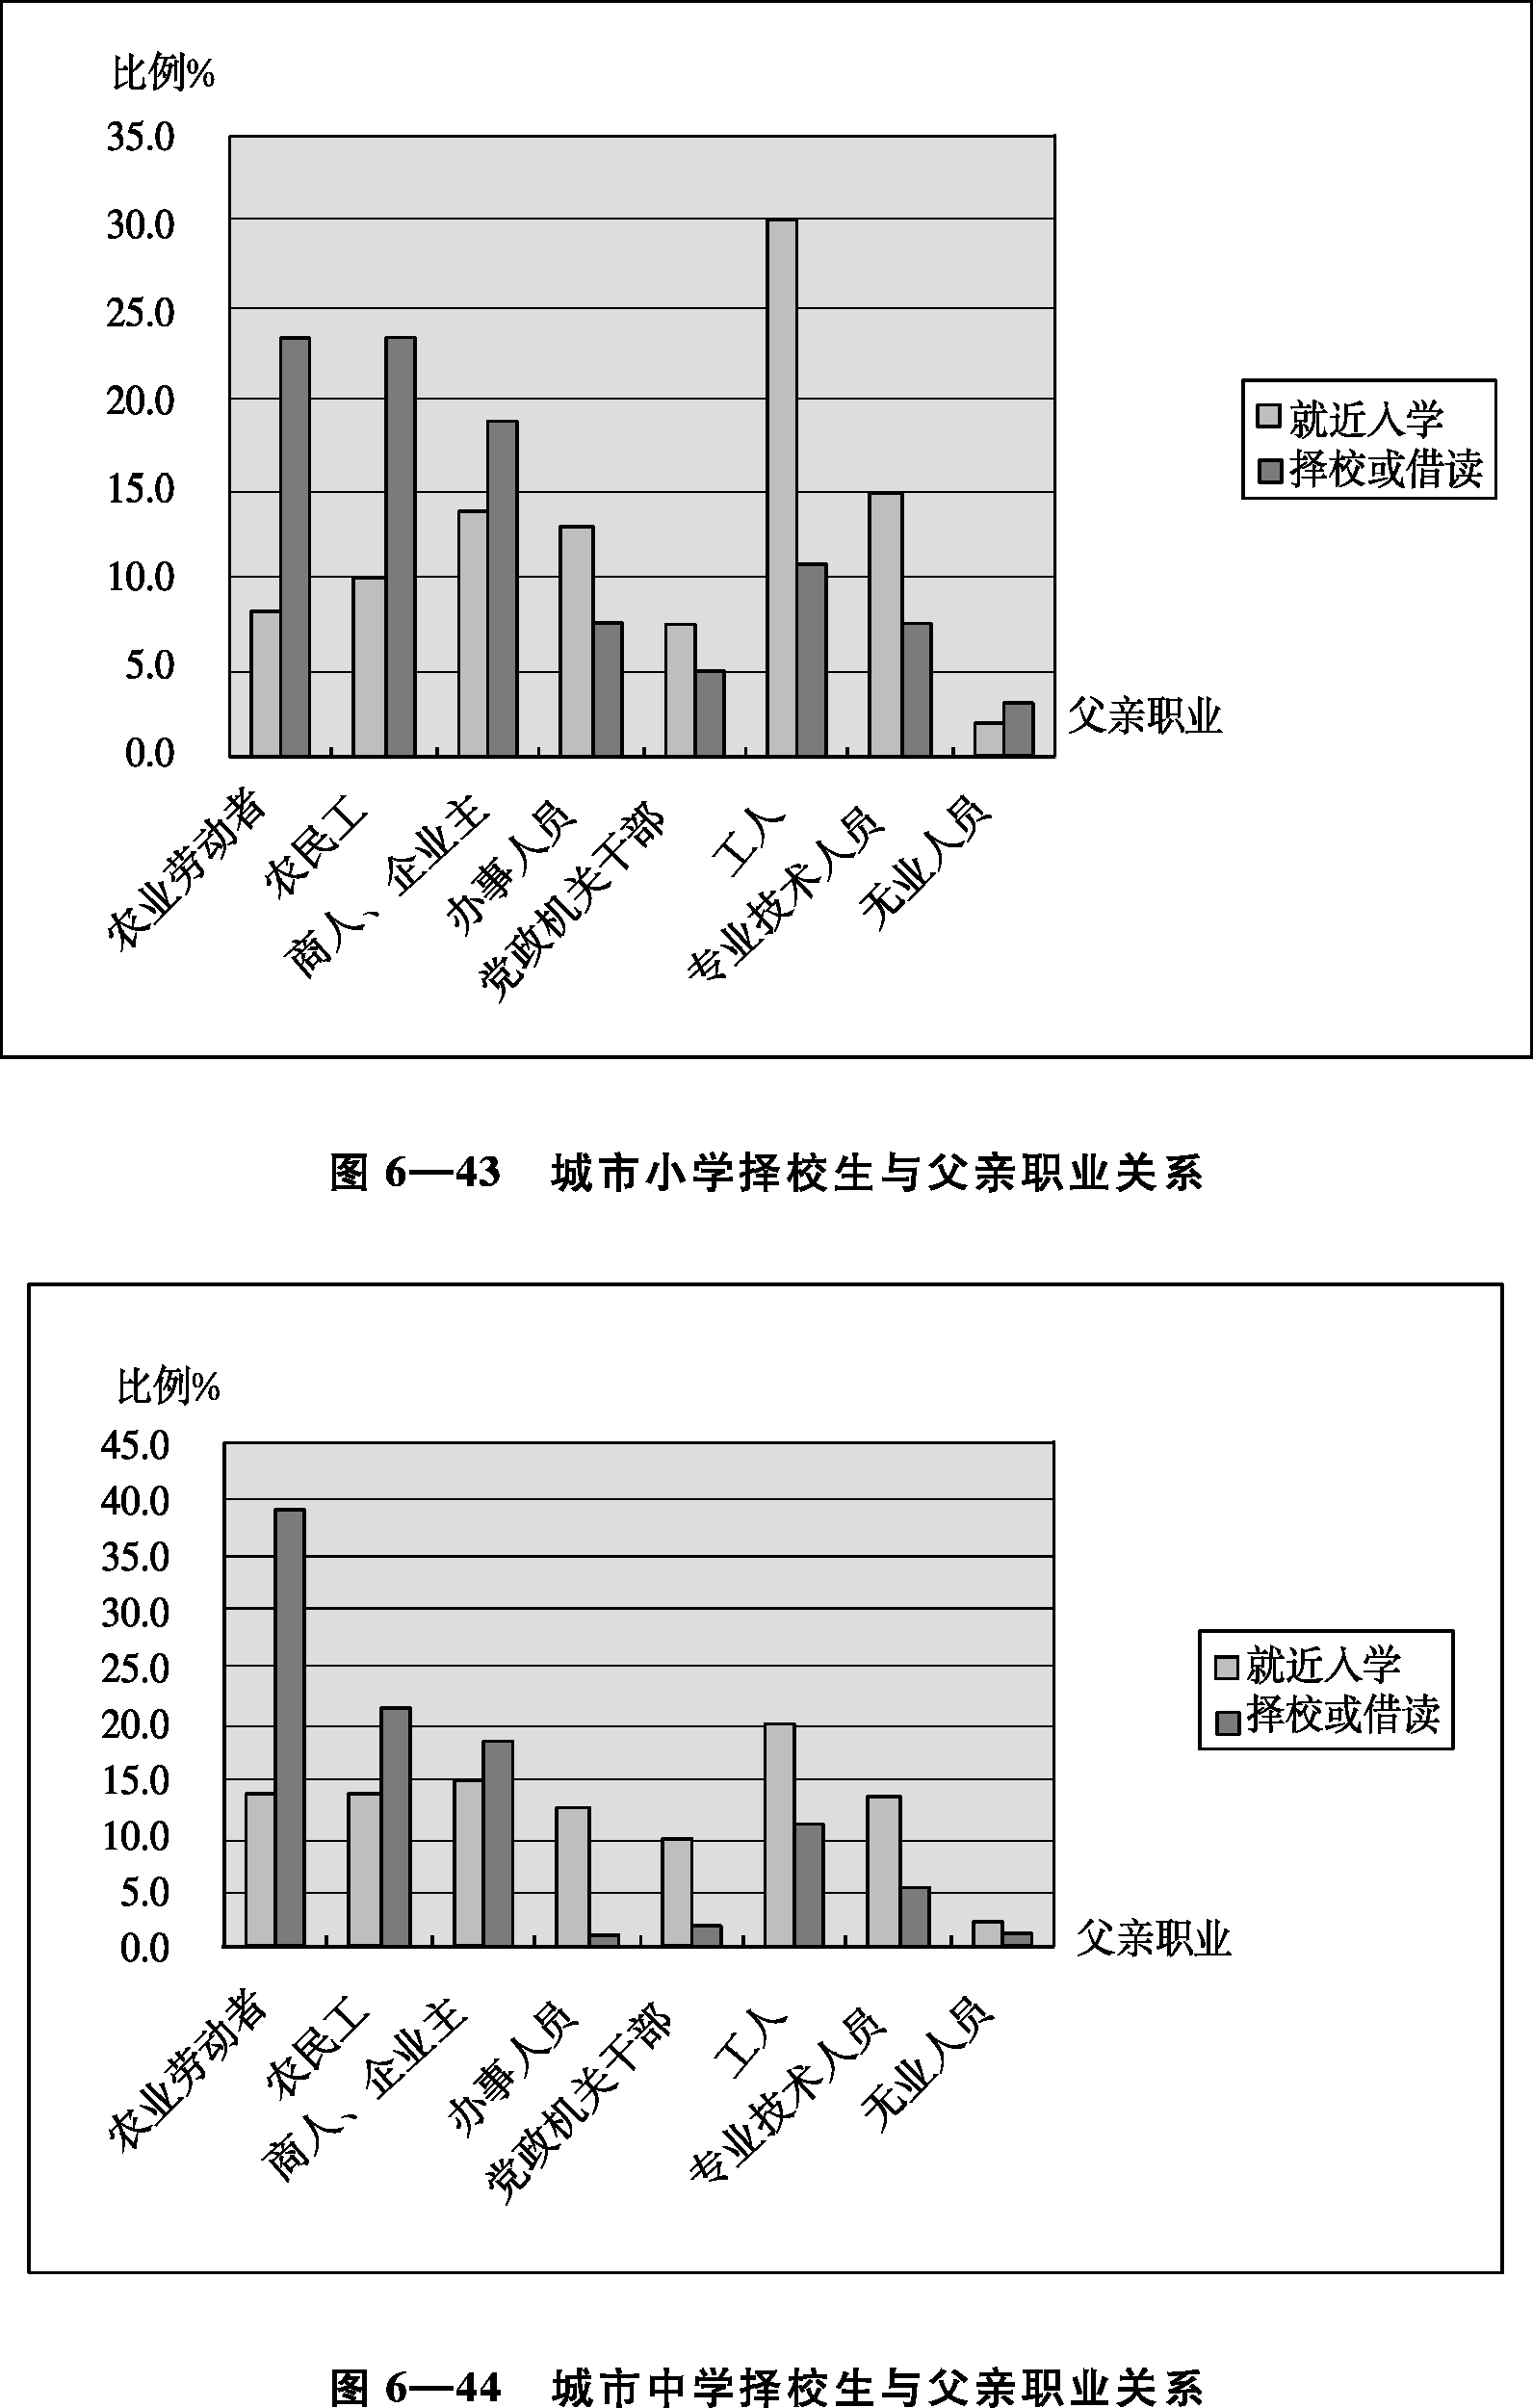 比例%
35.0
30.0
25.0
20.0
15.0
10.0
5.0
0.0
就近入学
择校或借读
父亲职业
农业劳动者
农民工
商人、企业主
办事人员
党政机关干部
工人
专业技术人员
无业人员
图 6—43 城市小学择校生与父亲职业关系
比例%
45.0
40.0
35.0
30.0
25.0
20.0
15.0
10.0
5.0
0.0
就近入学
择校或借读
父亲职业
农业劳动者
农民工
商人、企业主
办事人员
党政机关干部
工人
专业技术人员
无业人员
图 6—44 城市中学择校生与父亲职业关系